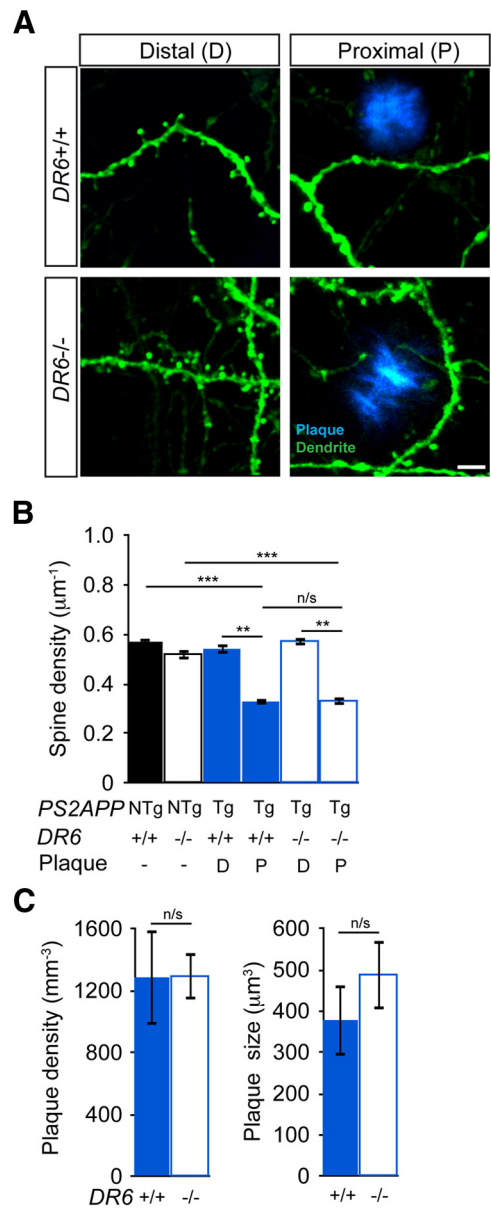 A
Distal (D)
Proximal (P)
DR6+/+
DR6-/-
Plaque
Dendrite
B
Spine density (μm⁻¹)
1.0
0.8
0.6
0.4
0.2
0
***
***
n/s
**
**
PS2APP NTg NTg Tg Tg Tg Tg
DR6 +/+ -/- +/+ +/+ -/- -/-
Plaque - - D P D P
C
Plaque density (mm⁻³)
1600
1200
800
400
0
n/s
DR6 +/+ -/-
Plaque size (μm³)
600
500
400
300
200
100
0
n/s
+/+ -/-